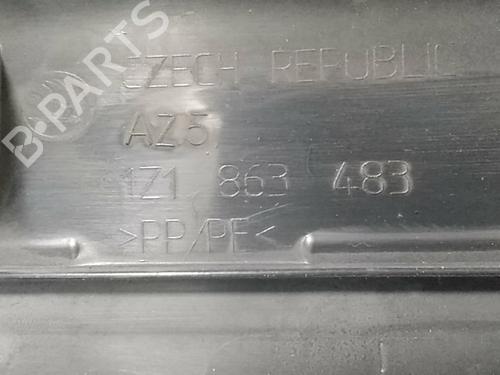 B-PARTS
CZECH REPUBLIC
AZ5
1Z1 863 483
>PP/PE<